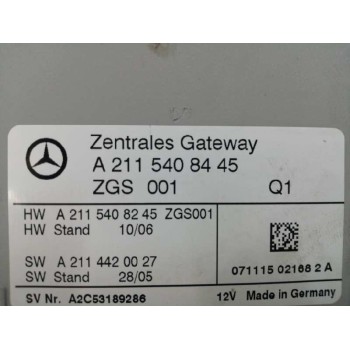 Zentrales Gateway
A 211 540 84 45
ZGS 001 Q1
HW A 211 540 82 45 ZGS001
HW Stand 10/06
SW A 211 442 00 27
SW Stand 28/05
071115 02168 2 A
SV Nr. A2C53189286 12V Made in Germany